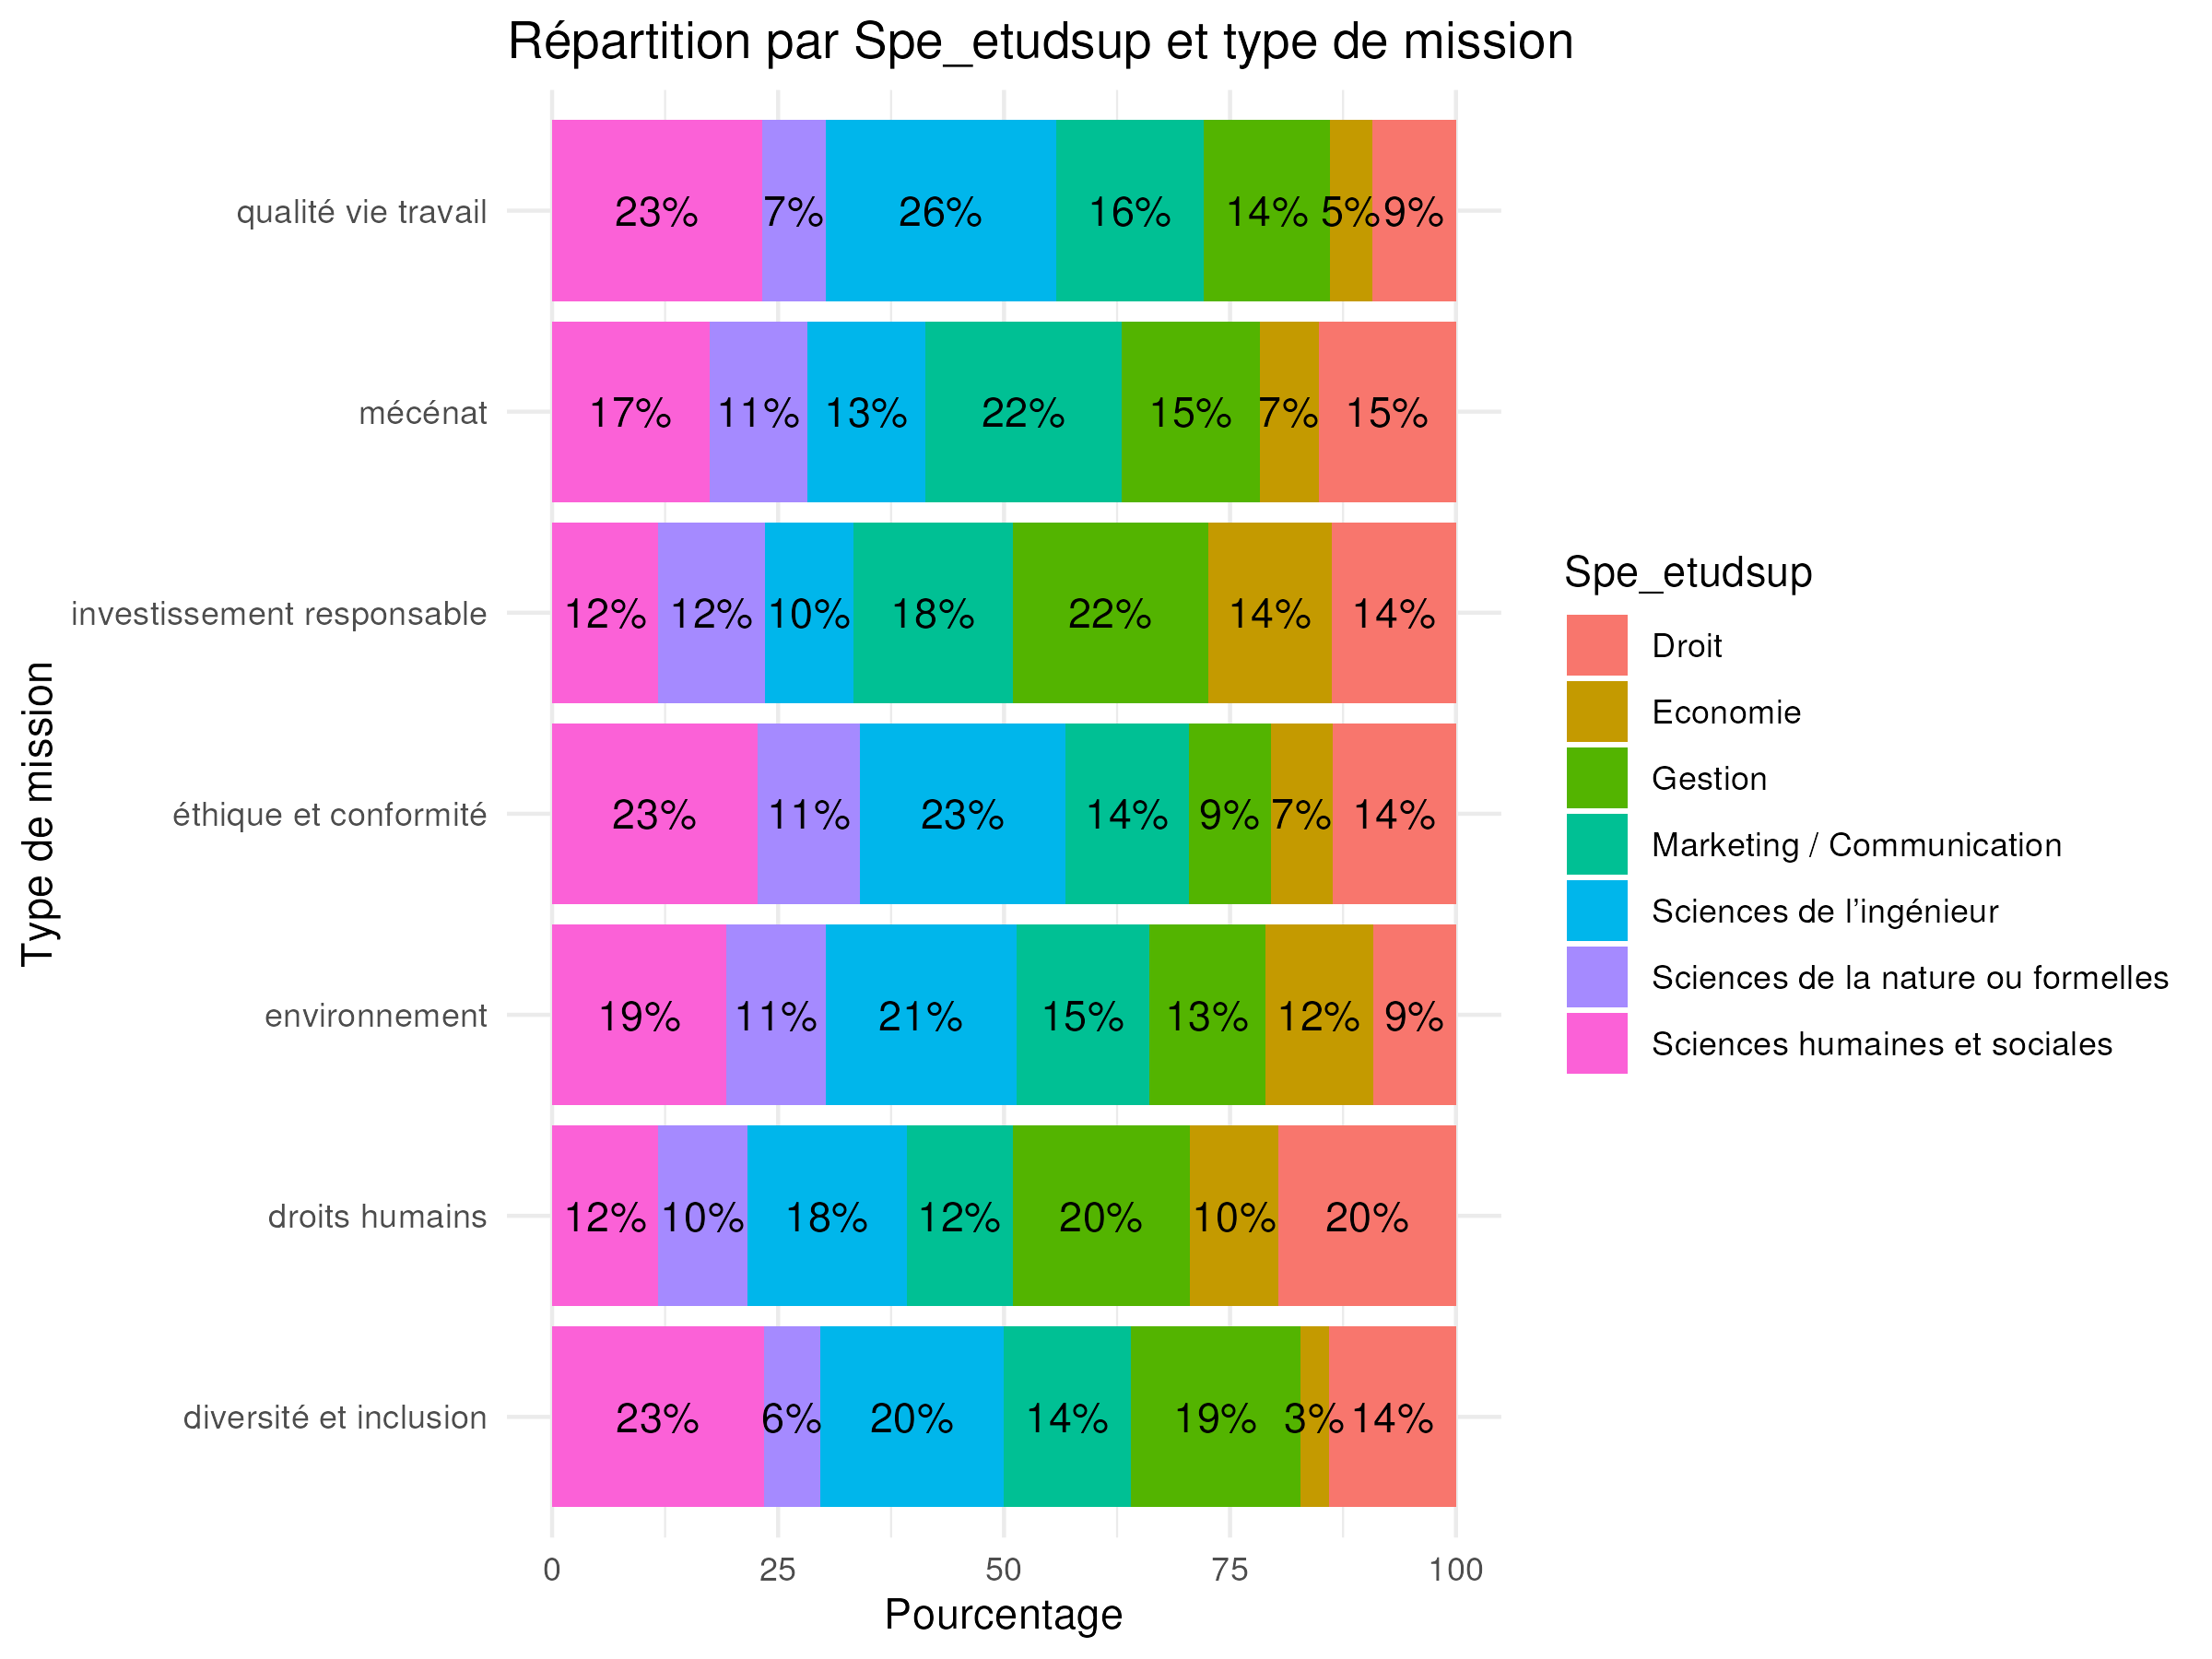 Répartition par Spe_etudsup et type de mission
Type de mission
qualité vie travail
23% 7% 26% 16% 14% 5% 9%
mécénat
17% 11% 13% 22% 15% 7% 15%
investissement responsable
12% 12% 10% 18% 22% 14% 14%
éthique et conformité
23% 11% 23% 14% 9% 7% 14%
environnement
19% 11% 21% 15% 13% 12% 9%
droits humains
12% 10% 18% 12% 20% 10% 20%
diversité et inclusion
23% 6% 20% 14% 19% 3% 14%
0 25 50 75 100
Pourcentage
Spe_etudsup
Droit
Economie
Gestion
Marketing / Communication
Sciences de l’ingénieur
Sciences de la nature ou formelles
Sciences humaines et sociales